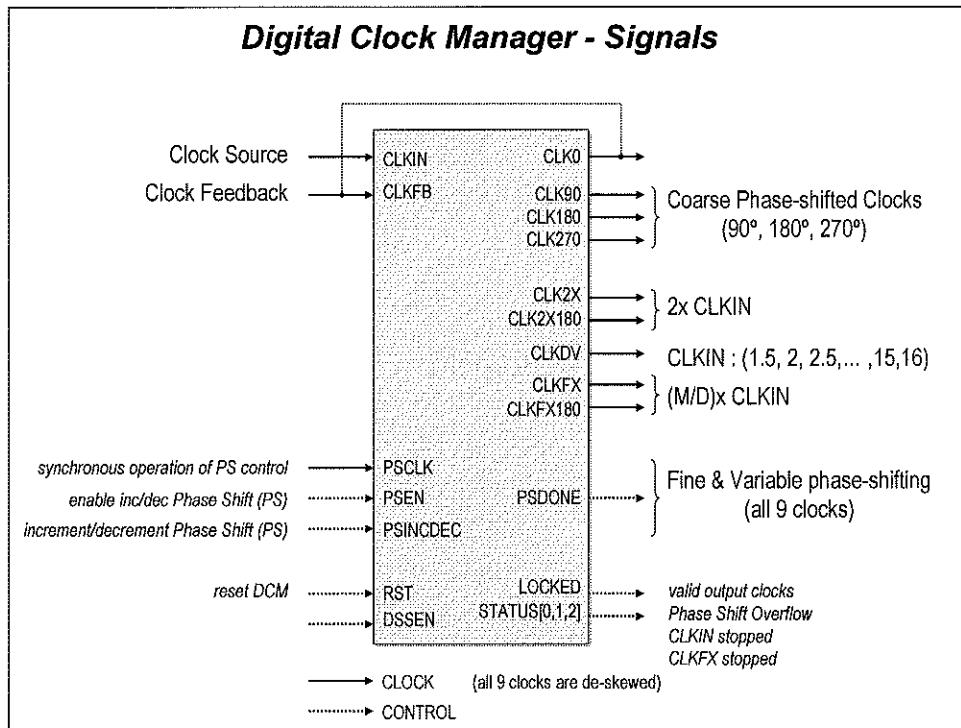 Digital Clock Manager - Signals
Clock Source
CLKIN
CLK0
Clock Feedback
CLKFB
CLK90
CLK180
CLK270
Coarse Phase-shifted Clocks
(90º, 180º, 270º)
CLK2X
CLK2X180
2x CLKIN
CLKDV
CLKIN : (1.5, 2, 2.5,... ,15,16)
CLKFX
CLKFX180
(M/D)x CLKIN
synchronous operation of PS control
PSCLK
enable inc/dec Phase Shift (PS)
PSEN
PSDONE
Fine & Variable phase-shifting
(all 9 clocks)
increment/decrement Phase Shift (PS)
PSINCDEC
reset DCM
RST
DSSEN
LOCKED
valid output clocks
STATUS[0,1,2]
Phase Shift Overflow
CLKIN stopped
CLKFX stopped
CLOCK (all 9 clocks are de-skewed)
CONTROL